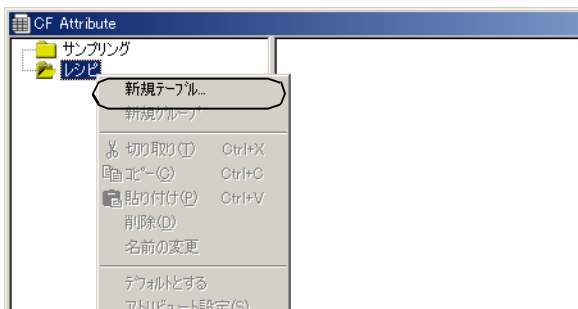 CF Attribute
サンプリング
レシピ
新規テーブル...
新規グループ
切り取り(T) Ctrl+X
コピー(C) Ctrl+C
貼り付け(P) Ctrl+V
削除(D)
名前の変更
デフォルトとする
アトリビュート設定(S)